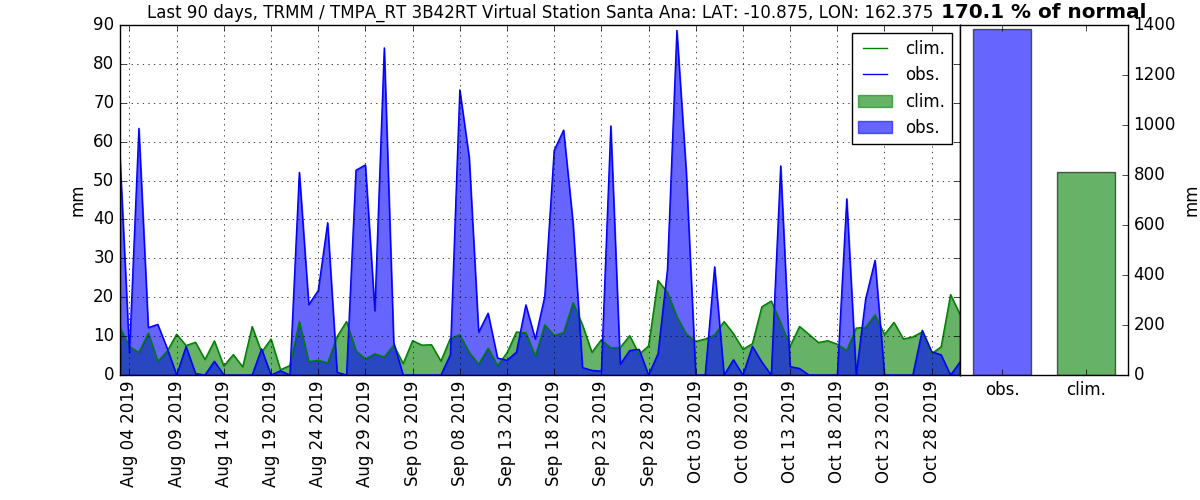 Last 90 days, TRMM / TMPA_RT 3B42RT Virtual Station Santa Ana: LAT: -10.875, LON: 162.375 170.1 % of normal
90
80
70
60
50
40
30
20
10
0
mm
clim.
obs.
clim.
obs.
1400
1200
1000
800
600
400
200
0
mm
obs. clim.
Aug 04 2019
Aug 09 2019
Aug 14 2019
Aug 19 2019
Aug 24 2019
Aug 29 2019
Sep 03 2019
Sep 08 2019
Sep 13 2019
Sep 18 2019
Sep 23 2019
Sep 28 2019
Oct 03 2019
Oct 08 2019
Oct 13 2019
Oct 18 2019
Oct 23 2019
Oct 28 2019